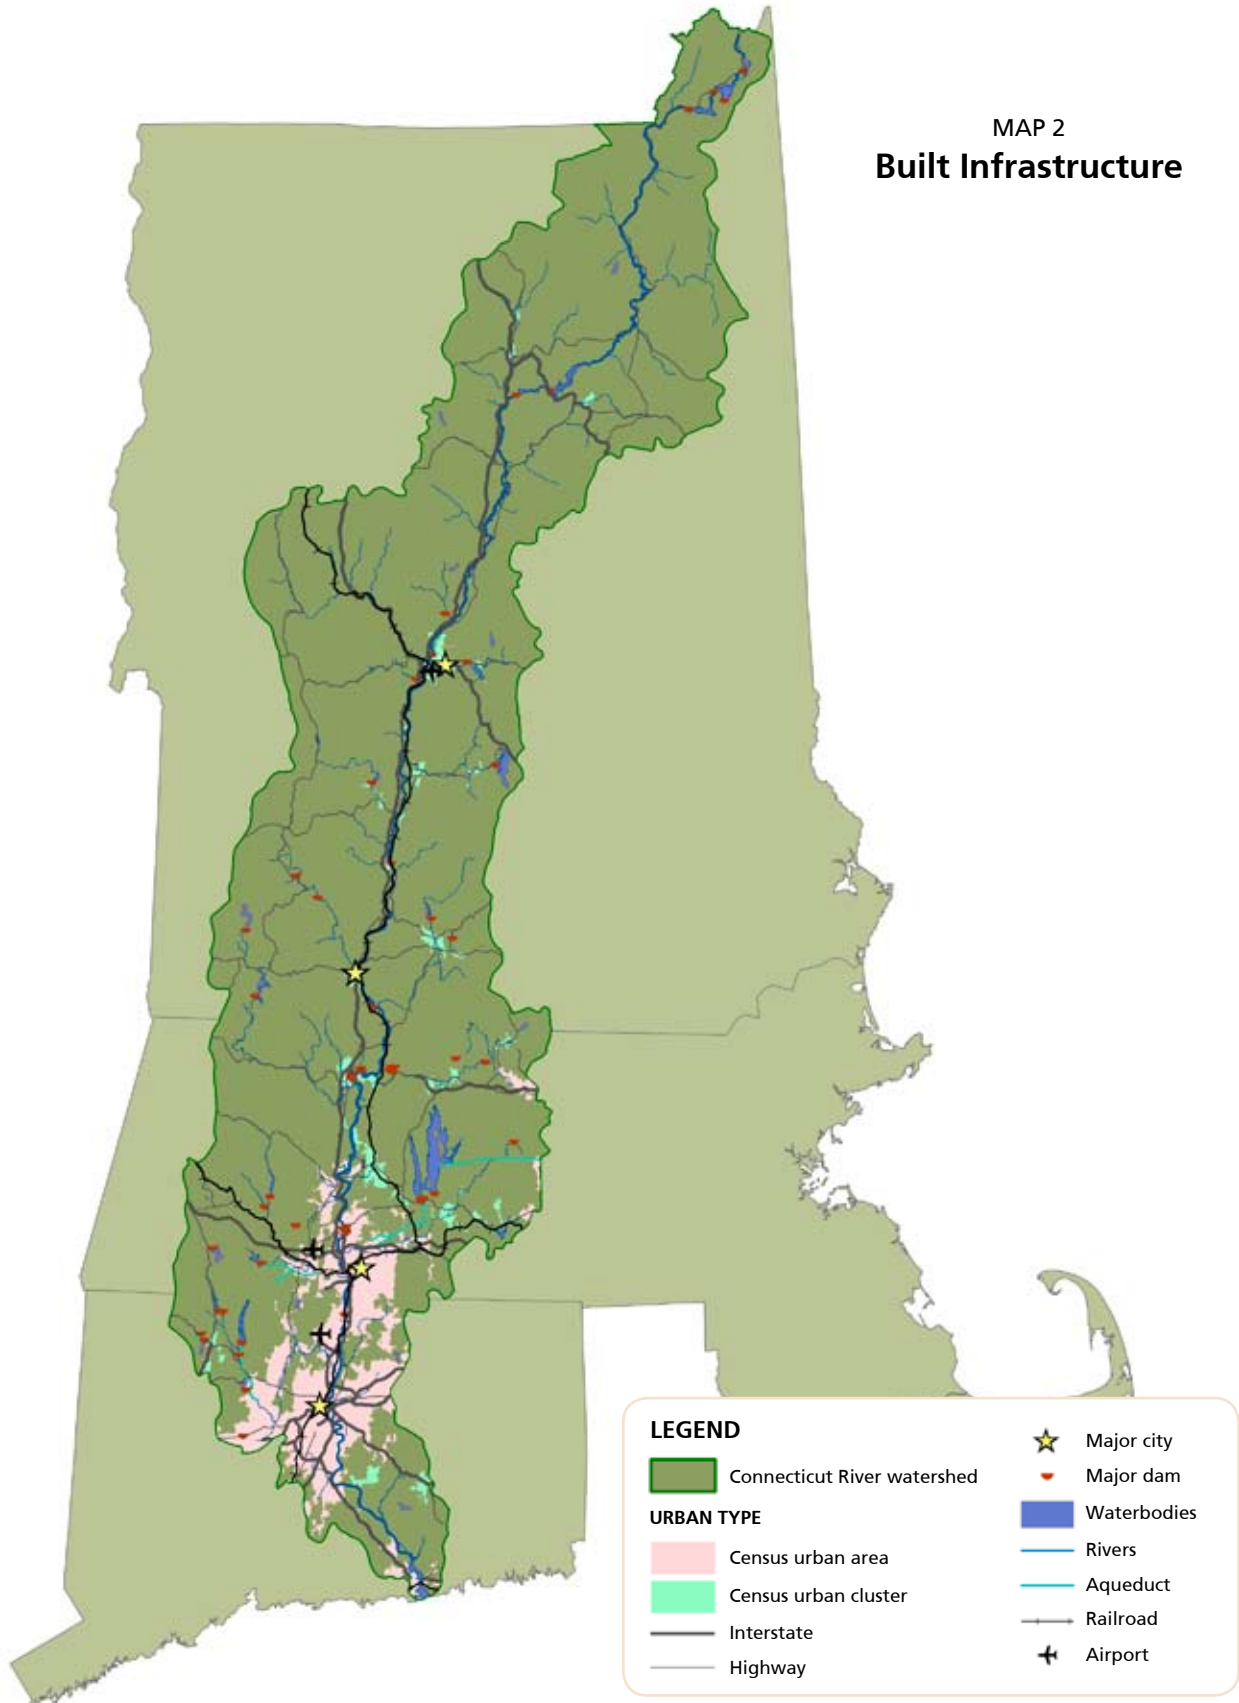 MAP 2
Built Infrastructure
LEGEND
Connecticut River watershed
URBAN TYPE
Census urban area
Census urban cluster
Interstate
Highway
Major city
Major dam
Waterbodies
Rivers
Aqueduct
Railroad
Airport